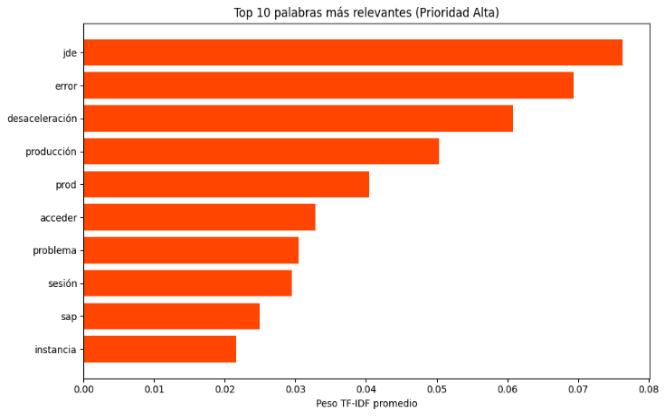 Top 10 palabras más relevantes (Prioridad Alta)
jde
error
desaceleración
producción
prod
acceder
problema
sesión
sap
instancia
0.00 0.01 0.02 0.03 0.04 0.05 0.06 0.07 0.08
Peso TF-IDF promedio